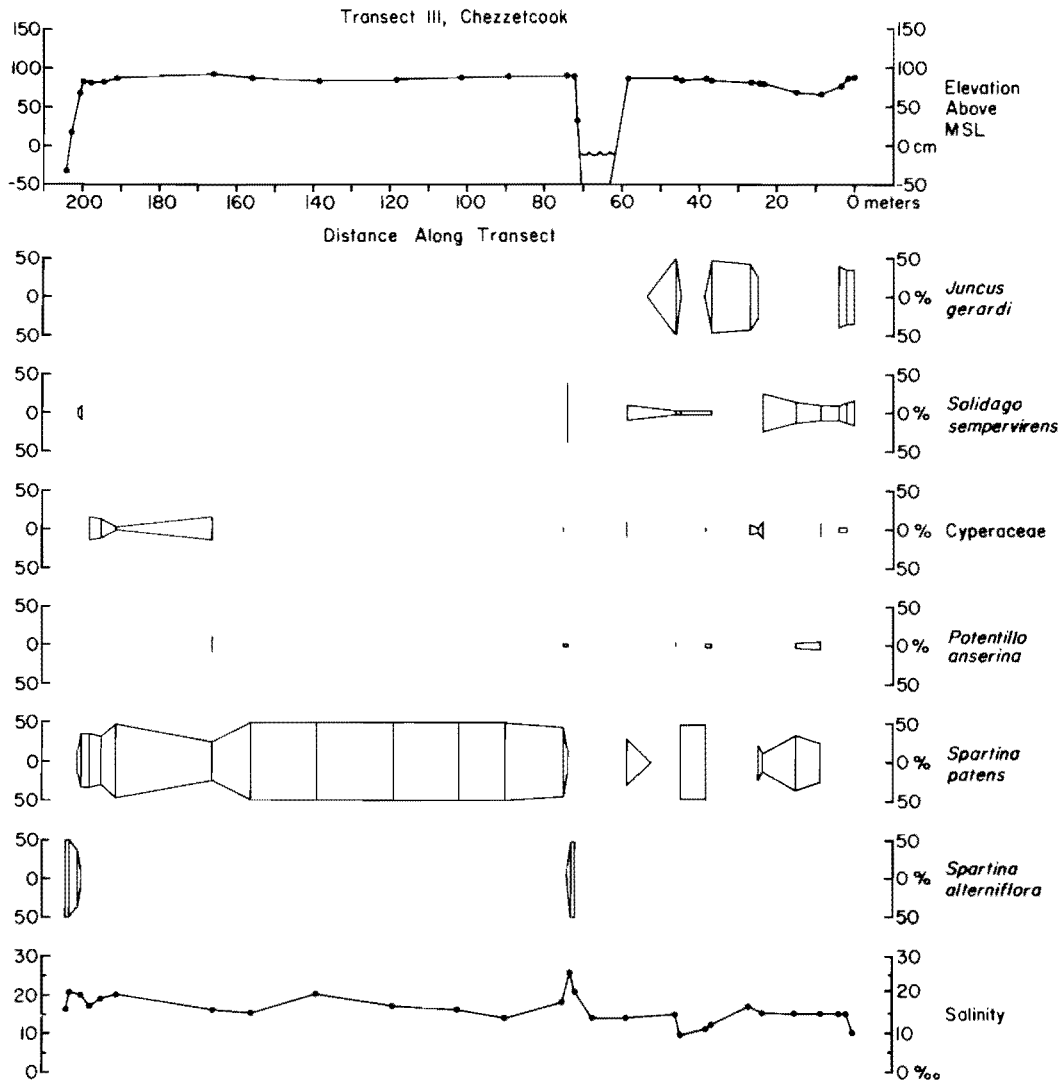 Transect III, Chezzetcook
150
100
50
0
-50
150
100
50
0 cm
-50
Elevation
Above
MSL
200 180 160 140 120 100 80 60 40 20 0 meters
Distance Along Transect
50
0
50
50
0 %
50
Juncus
gerardi
50
0
50
50
0 %
50
Solidago
sempervirens
50
0
50
50
0 %
50
Cyperaceae
50
0
50
50
0 %
50
Potentillo
anserina
50
0
50
50
0 %
50
Spartina
patens
50
0
50
50
0 %
50
Spartina
alterniflora
30
20
10
0
30
20
10
0 ‰
Salinity